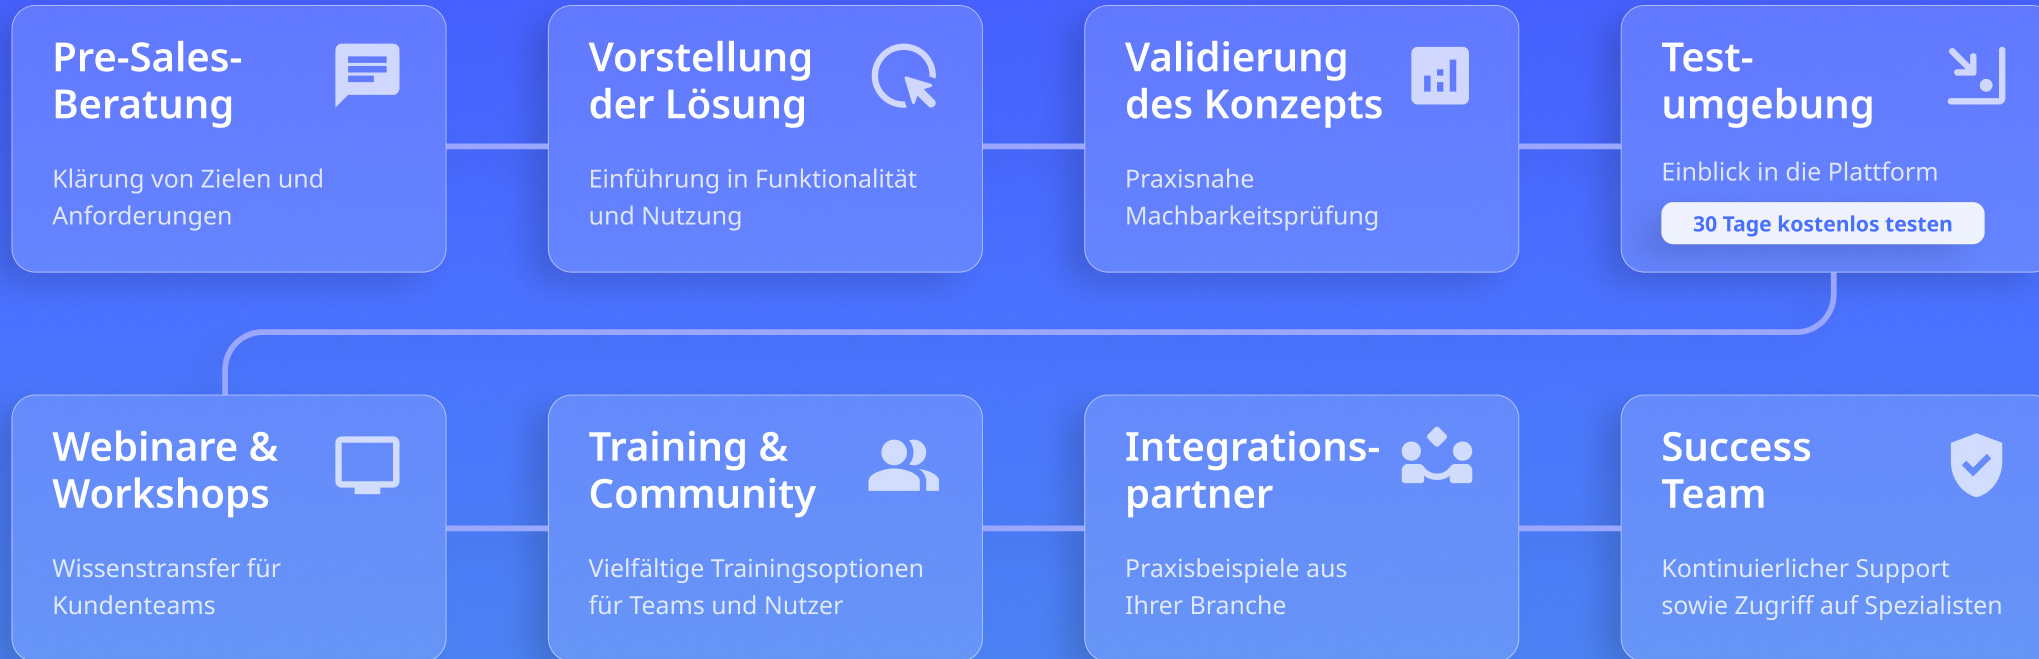 Pre-Sales-
Beratung
Klärung von Zielen und
Anforderungen
Vorstellung
der Lösung
Einführung in Funktionalität
und Nutzung
Validierung
des Konzepts
Praxisnahe
Machbarkeitsprüfung
Test-
umgebung
Einblick in die Plattform
30 Tage kostenlos testen
Webinare &
Workshops
Wissenstransfer für
Kundenteams
Training &
Community
Vielfältige Trainingsoptionen
für Teams und Nutzer
Integrations-
partner
Praxisbeispiele aus
Ihrer Branche
Success
Team
Kontinuierlicher Support
sowie Zugriff auf Spezialisten